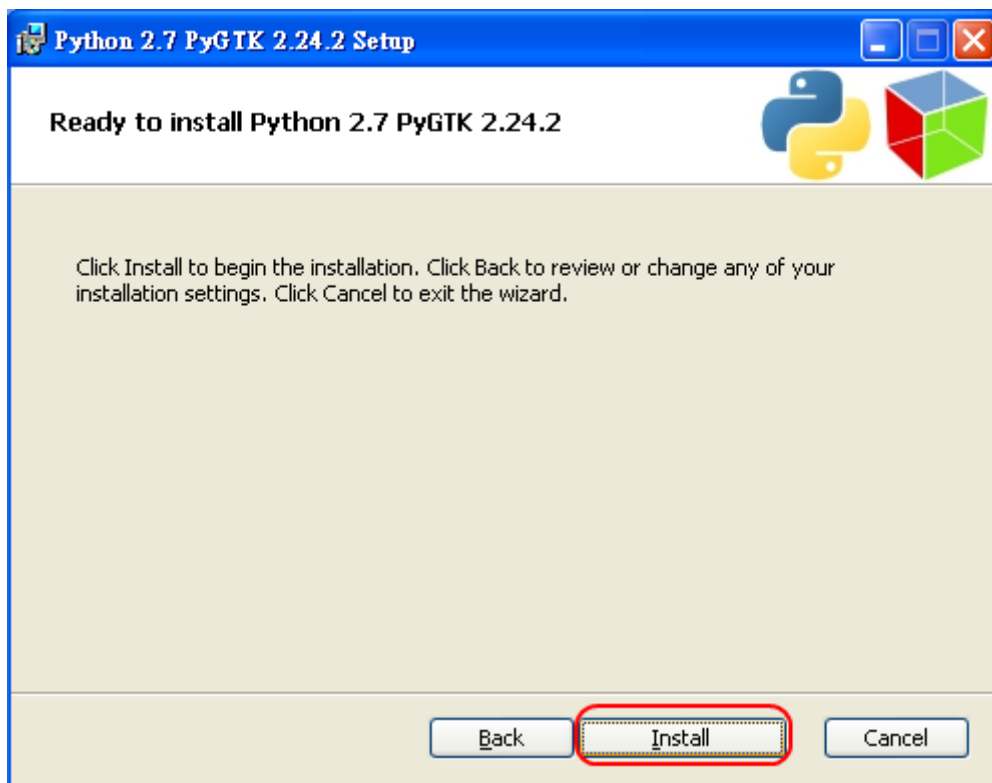 Python 2.7 PyGTK 2.24.2 Setup
Ready to install Python 2.7 PyGTK 2.24.2
Click Install to begin the installation. Click Back to review or change any of your
installation settings. Click Cancel to exit the wizard.
Back Install Cancel